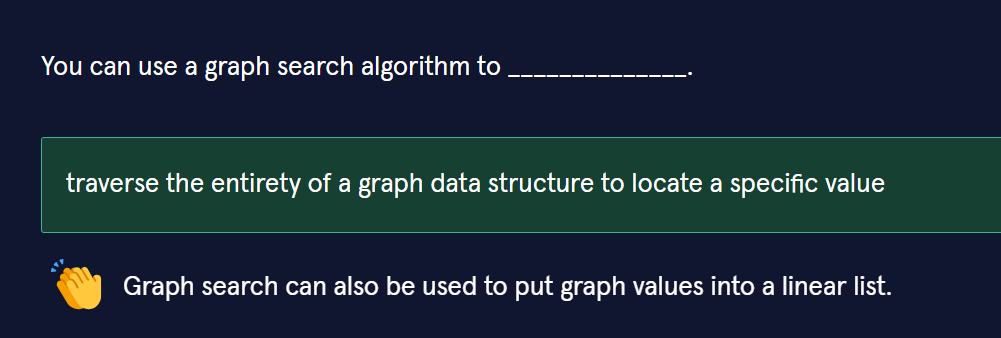 You can use a graph search algorithm to ______________.
traverse the entirety of a graph data structure to locate a specific value
Graph search can also be used to put graph values into a linear list.